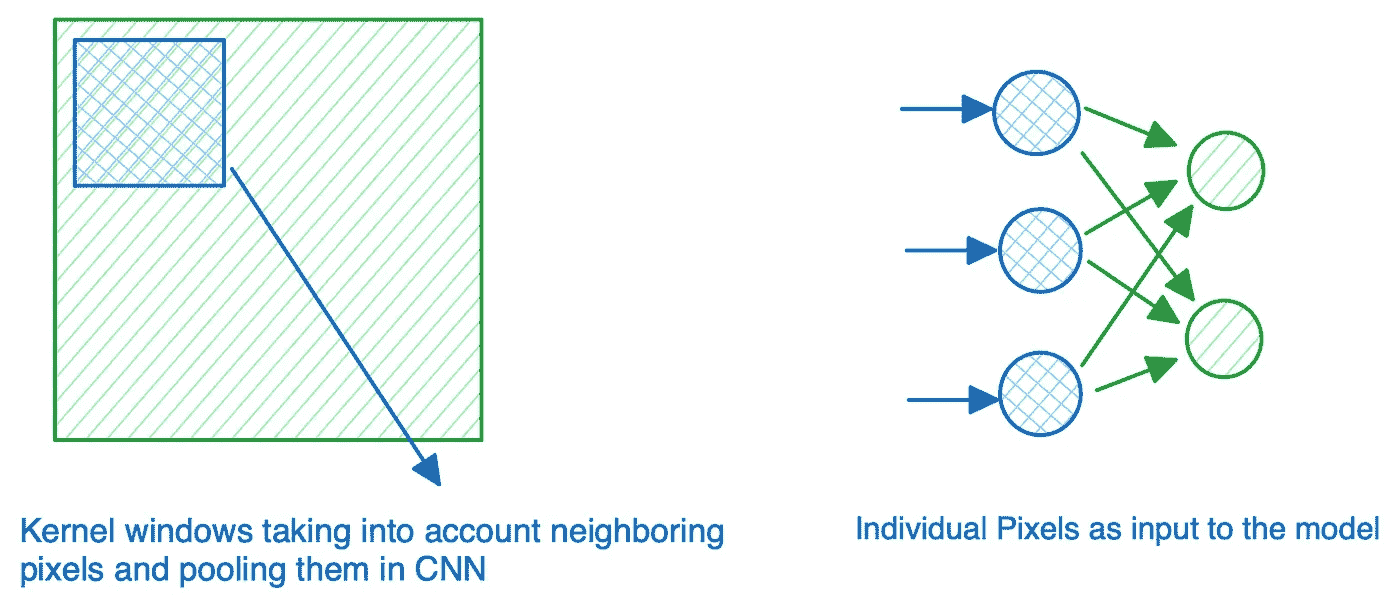 Kernel windows taking into account neighboring
pixels and pooling them in CNN
Individual Pixels as input to the model